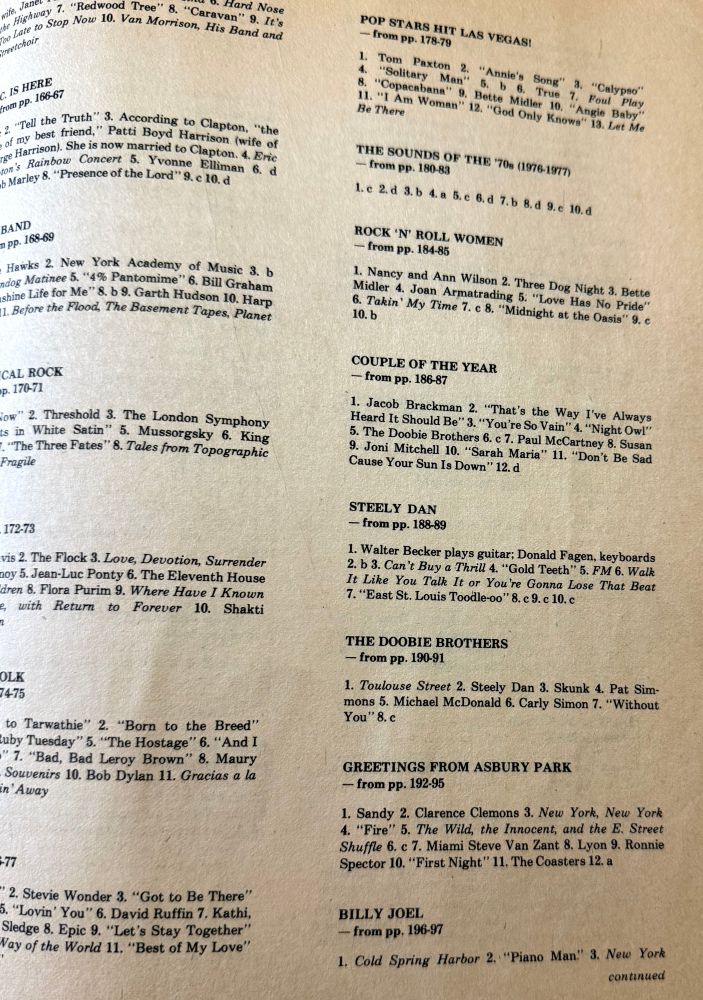 wife, Janet
6. Hard Nose
the Highway 7. "Redwood Tree" 8. "Caravan" 9. It's
Too Late to Stop Now 10. Van Morrison, His Band and
Streetchoir
C. IS HERE
from pp. 166-67
2. "Tell the Truth" 3. According to Clapton, "the
of my best friend," Patti Boyd Harrison (wife of
rge Harrison). She is now married to Clapton. 4. Eric
pton's Rainbow Concert 5. Yvonne Elliman 6. d
b Marley 8. "Presence of the Lord" 9. c 10. d
BAND
m pp. 168-69
Hawks 2. New York Academy of Music 3. b
ndog Matinee 5. "4% Pantomime" 6. Bill Graham
nshine Life for Me" 8. b 9. Garth Hudson 10. Harp
11. Before the Flood, The Basement Tapes, Planet
ICAL ROCK
pp. 170-71
Now" 2. Threshold 3. The London Symphony
ts in White Satin" 5. Mussorgsky 6. King
7. "The Three Fates" 8. Tales from Topographic
Fragile
172-73
vis 2. The Flock 3. Love, Devotion, Surrender
noy 5. Jean-Luc Ponty 6. The Eleventh House
dren 8. Flora Purim 9. Where Have I Known
e, with Return to Forever 10. Shakti
n
OLK
74-75
to Tarwathie" 2. "Born to the Breed"
Ruby Tuesday" 5. "The Hostage" 6. "And I
" 7. "Bad, Bad Leroy Brown" 8. Maury
Souvenirs 10. Bob Dylan 11. Gracias a la
in' Away
6-77
" 2. Stevie Wonder 3. "Got to Be There"
5. "Lovin' You" 6. David Ruffin 7. Kathi,
Sledge 8. Epic 9. "Let's Stay Together"
Way of the World 11. "Best of My Love"
POP STARS HIT LAS VEGAS!
— from pp. 178-79
1. Tom Paxton 2. "Annie's Song" 3. "Calypso"
4. "Solitary Man" 5. b 6. True 7. Foul Play
8. "Copacabana" 9. Bette Midler 10. "Angie Baby"
11. "I Am Woman" 12. "God Only Knows" 13. Let Me
Be There
THE SOUNDS OF THE '70s (1976-1977)
— from pp. 180-83
1. c 2. d 3. b 4. a 5. c 6. d 7. b 8. d 9. c 10. d
ROCK 'N' ROLL WOMEN
— from pp. 184-85
1. Nancy and Ann Wilson 2. Three Dog Night 3. Bette
Midler 4. Joan Armatrading 5. "Love Has No Pride"
6. Takin' My Time 7. c 8. "Midnight at the Oasis" 9. c
10. b
COUPLE OF THE YEAR
— from pp. 186-87
1. Jacob Brackman 2. "That's the Way I've Always
Heard It Should Be" 3. "You're So Vain" 4. "Night Owl"
5. The Doobie Brothers 6. c 7. Paul McCartney 8. Susan
9. Joni Mitchell 10. "Sarah Maria" 11. "Don't Be Sad
Cause Your Sun Is Down" 12. d
STEELY DAN
— from pp. 188-89
1. Walter Becker plays guitar; Donald Fagen, keyboards
2. b 3. Can't Buy a Thrill 4. "Gold Teeth" 5. FM 6. Walk
It Like You Talk It or You're Gonna Lose That Beat
7. "East St. Louis Toodle-oo" 8. c 9. c 10. c
THE DOOBIE BROTHERS
— from pp. 190-91
1. Toulouse Street 2. Steely Dan 3. Skunk 4. Pat Sim-
mons 5. Michael McDonald 6. Carly Simon 7. "Without
You" 8. c
GREETINGS FROM ASBURY PARK
— from pp. 192-95
1. Sandy 2. Clarence Clemons 3. New York, New York
4. "Fire" 5. The Wild, the Innocent, and the E. Street
Shuffle 6. c 7. Miami Steve Van Zant 8. Lyon 9. Ronnie
Spector 10. "First Night" 11. The Coasters 12. a
BILLY JOEL
— from pp. 196-97
1. Cold Spring Harbor 2. "Piano Man" 3. New York
continued